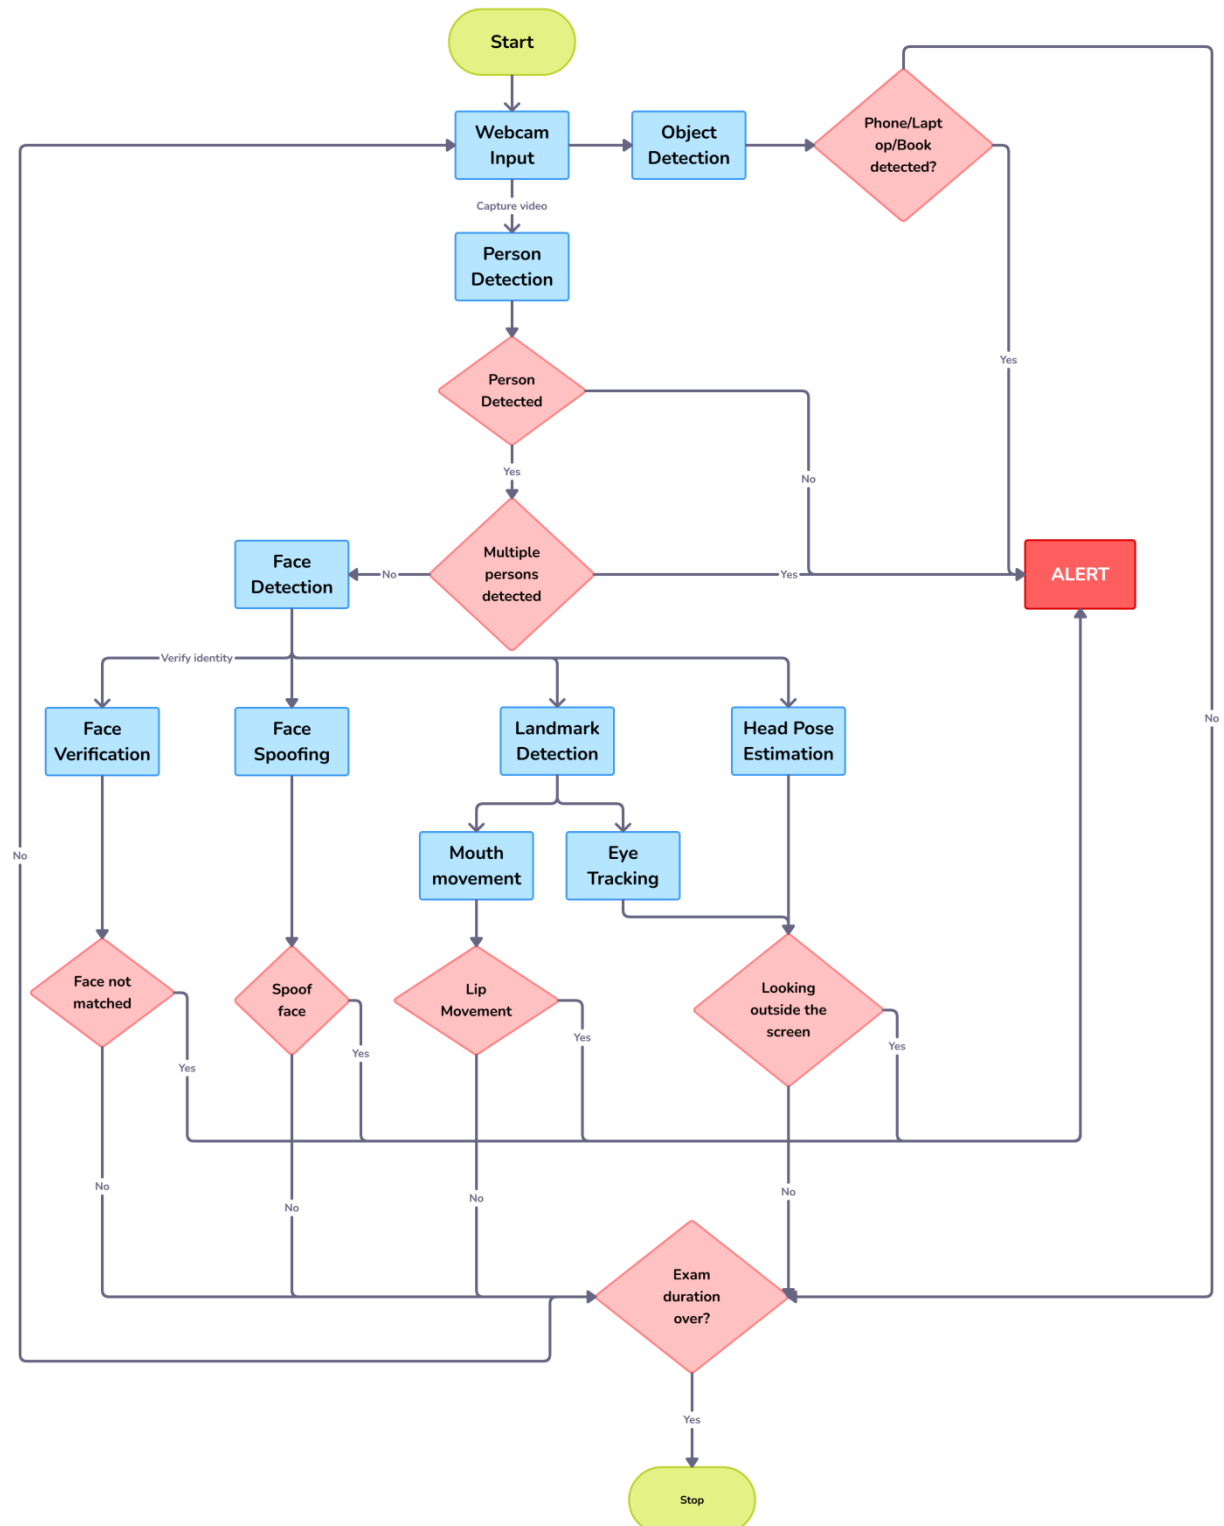 Start
Webcam
Input
Object
Detection
Phone/Lapt
op/Book
detected?
Capture video
Person
Detection
Yes
Person
Detected
Yes
No
Multiple
persons
detected
No
Yes
Face
Detection
ALERT
Verify identity
Face
Verification
Face
Spoofing
Landmark
Detection
Head Pose
Estimation
No
Mouth
movement
Eye
Tracking
No
Face not
matched
Spoof
face
Lip
Movement
Looking
outside the
screen
Yes
Yes
Yes
Yes
No
No
No
No
Exam
duration
over?
Yes
Stop